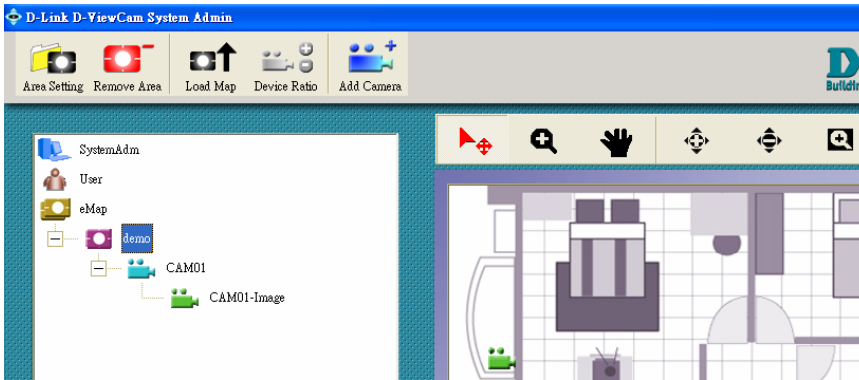 D-Link D-ViewCam System Admin
Area Setting Remove Area Load Map Device Ratio Add Camera
SystemAdm
User
eMap
demo
CAM01
CAM01-Image